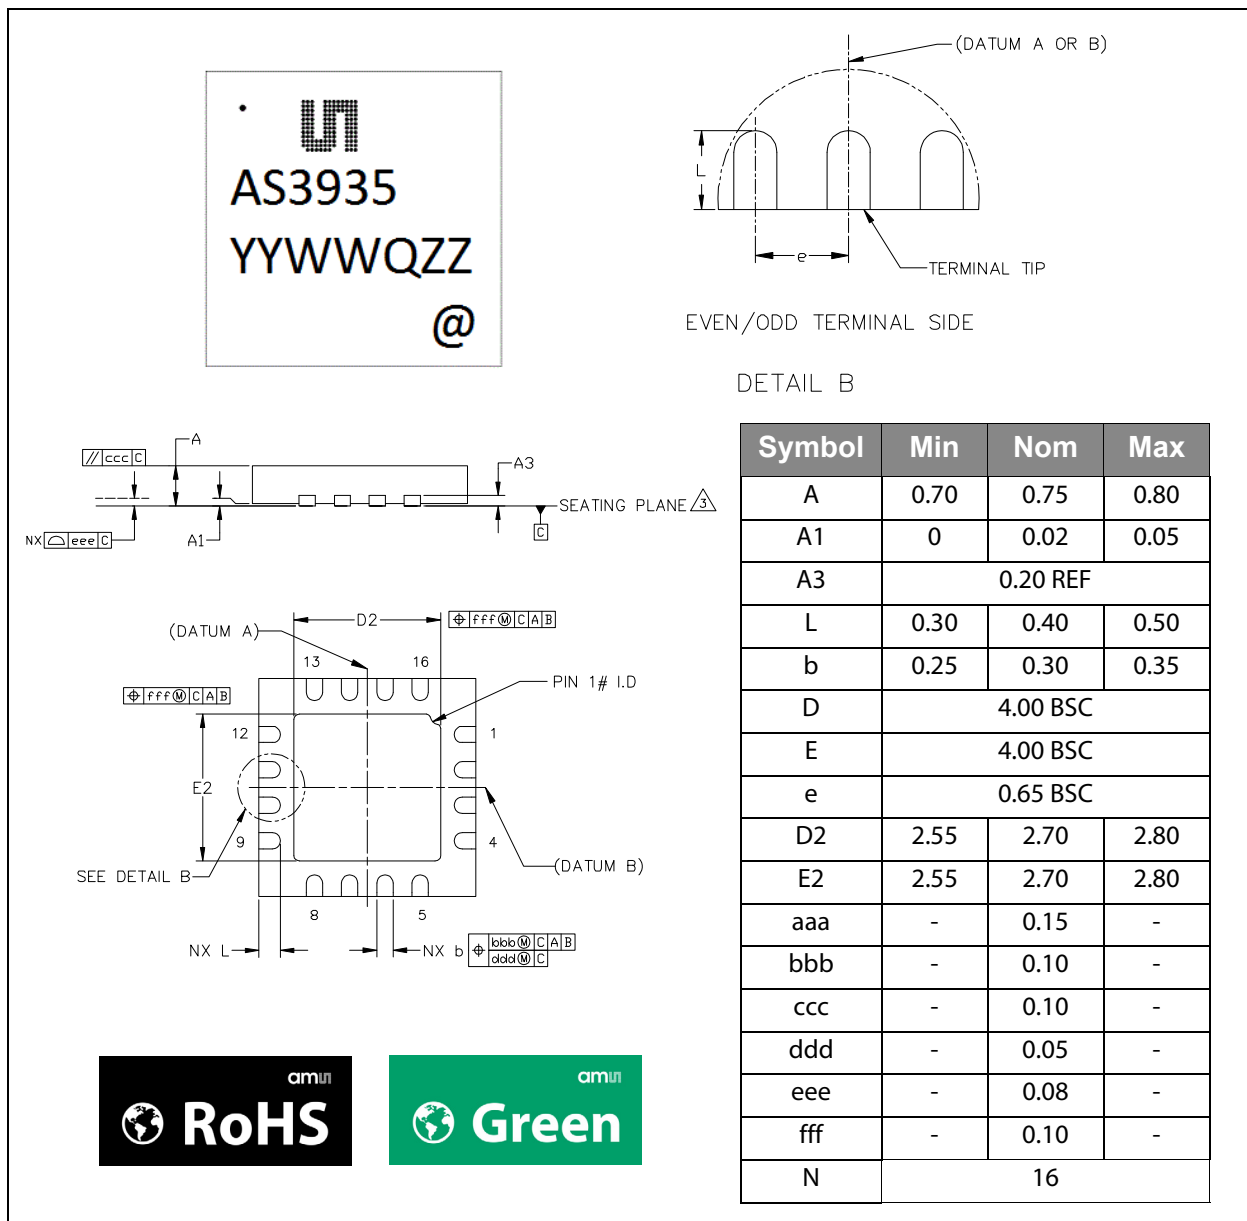 (DATUM A OR B)
AS3935
YYWWQZZ
@
L
e
TERMINAL TIP
EVEN/ODD TERMINAL SIDE
DETAIL B
// ccc C
A
A3
SEATING PLANE 3
C
NX eee C
A1
D2
fff Ⓜ C A B
(DATUM A)
13 16
PIN 1# I.D
fff Ⓜ C A B
12 1
E2
9 4
SEE DETAIL B
(DATUM B)
8 5
NX L
NX b
bbb Ⓜ C A B
ddd Ⓜ C
Symbol Min Nom Max
A 0.70 0.75 0.80
A1 0 0.02 0.05
A3 0.20 REF
L 0.30 0.40 0.50
b 0.25 0.30 0.35
D 4.00 BSC
E 4.00 BSC
e 0.65 BSC
D2 2.55 2.70 2.80
E2 2.55 2.70 2.80
aaa - 0.15 -
bbb - 0.10 -
ccc - 0.10 -
ddd - 0.05 -
eee - 0.08 -
fff - 0.10 -
N 16
am
RoHS
am
Green